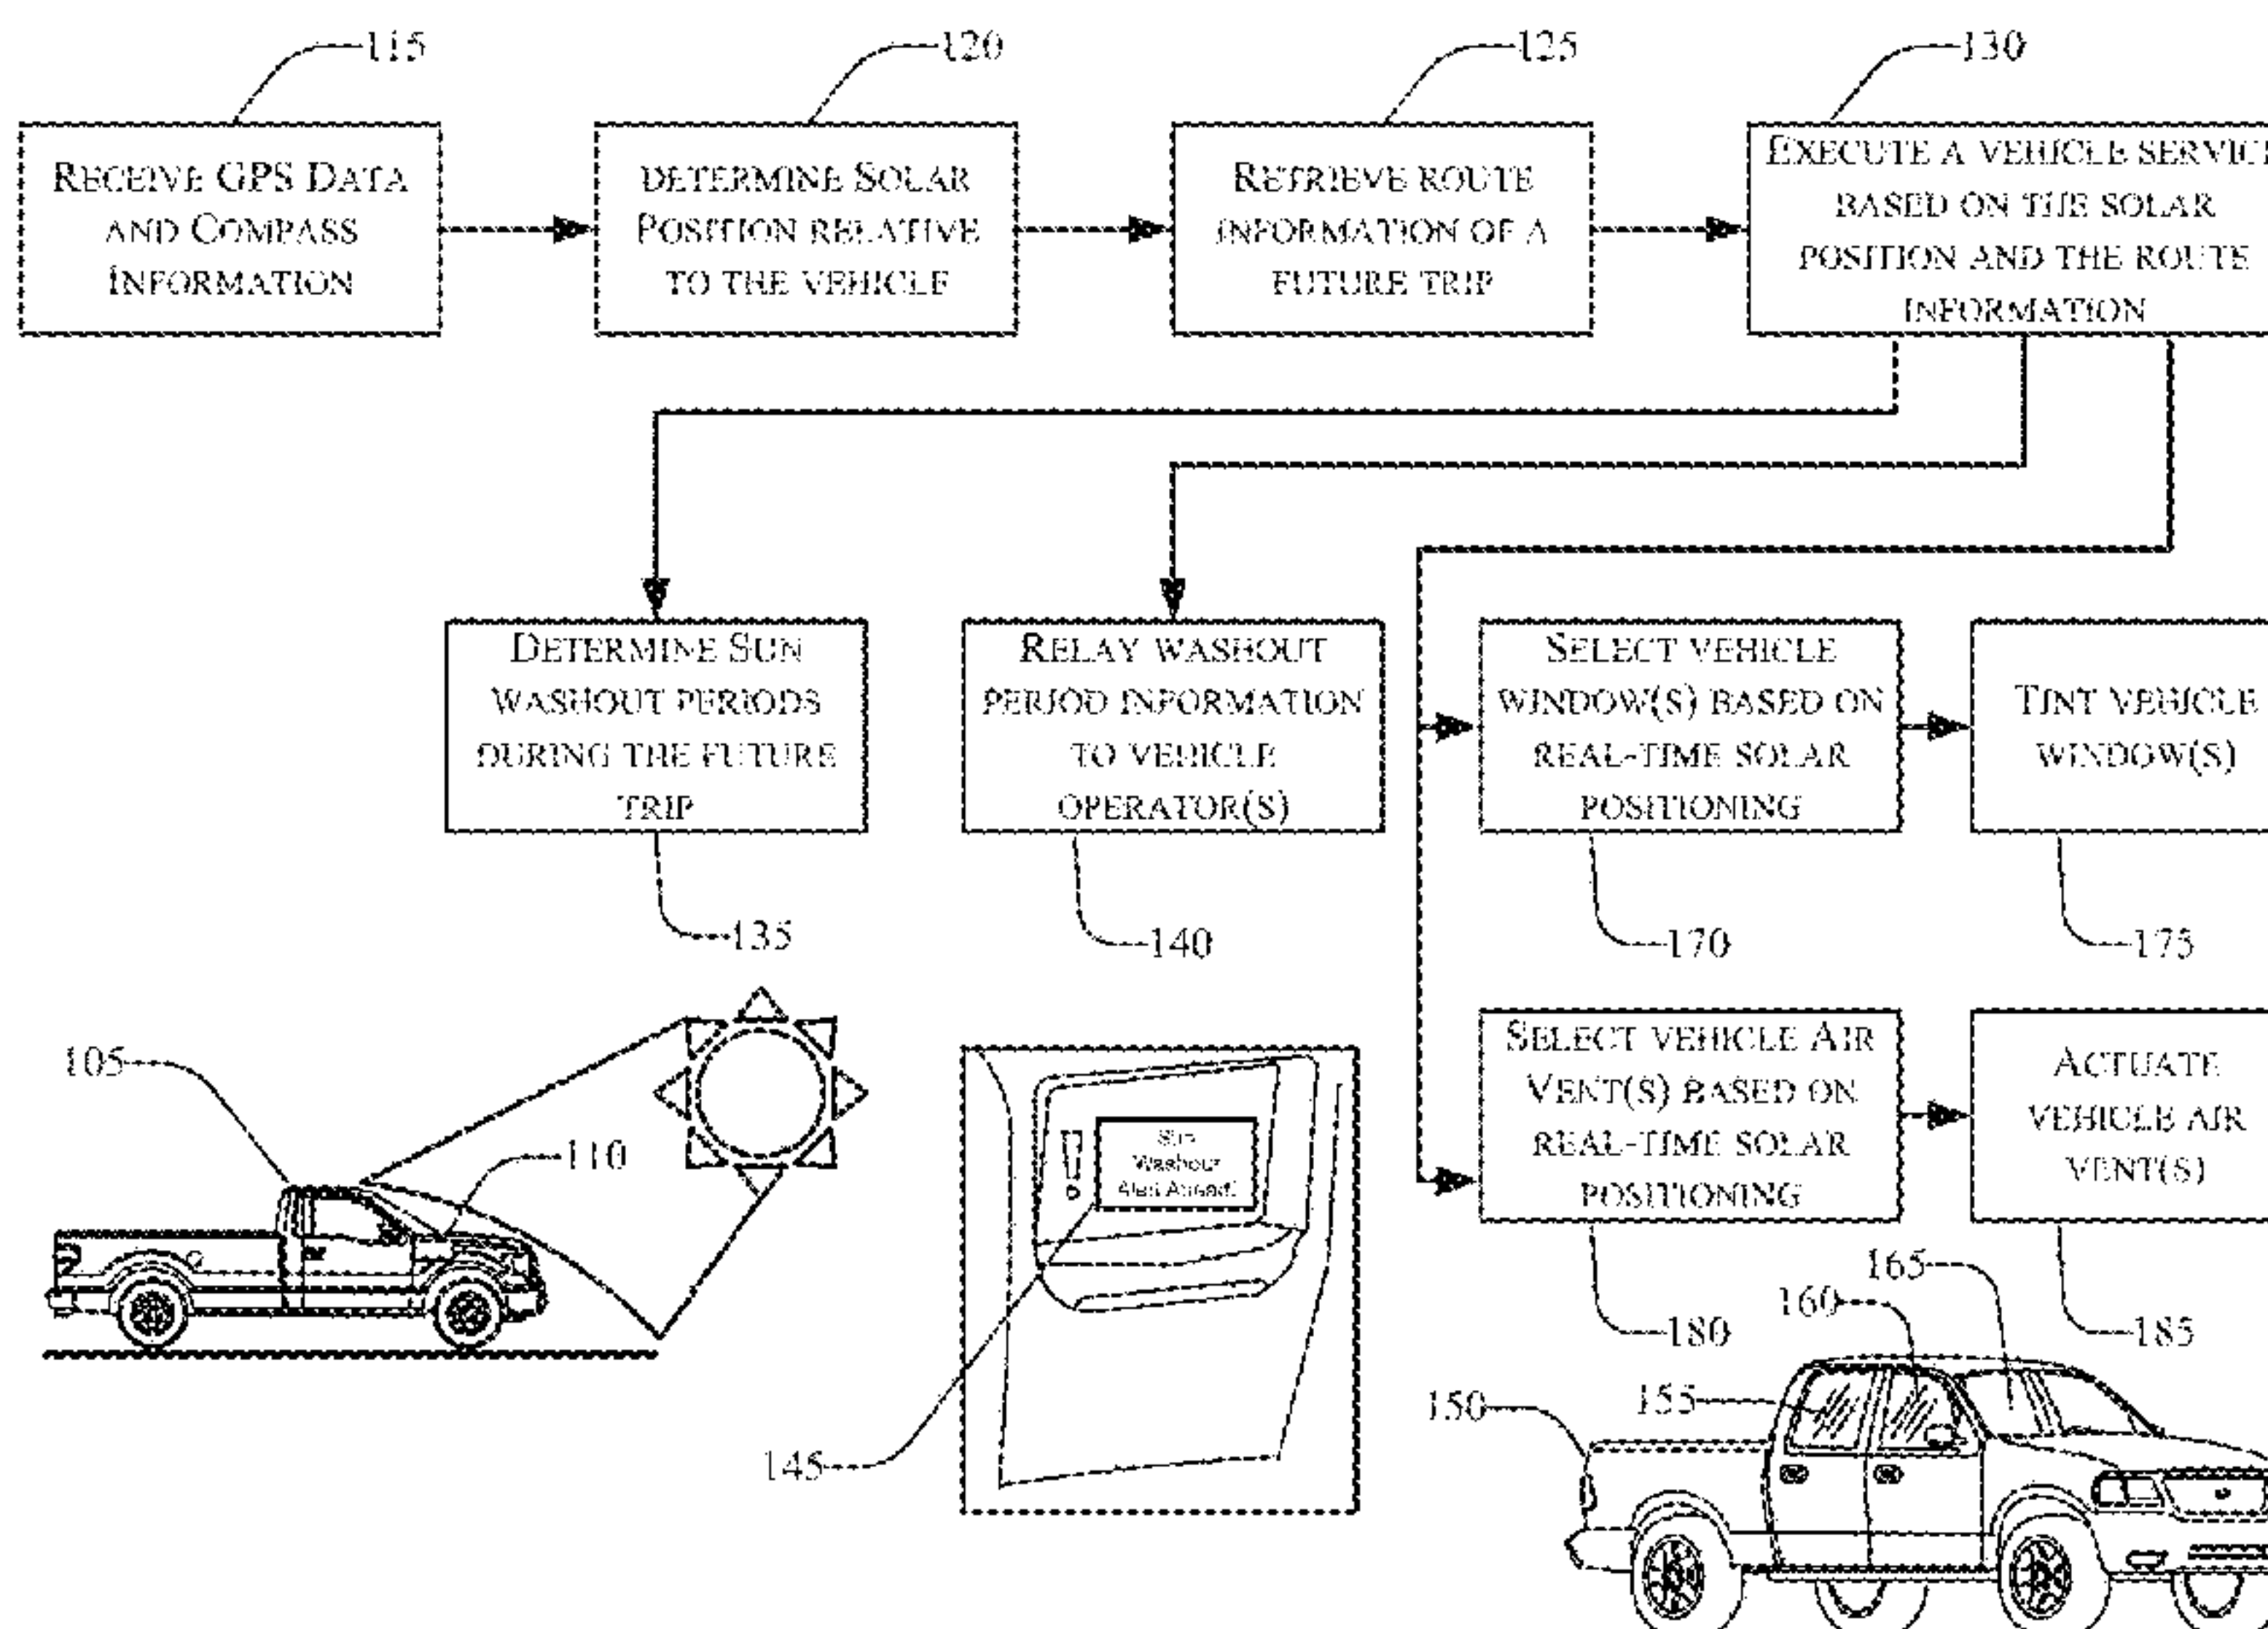 115
120
125
130
RECEIVE GPS DATA
AND COMPASS
INFORMATION
DETERMINE SOLAR
POSITION RELATIVE
TO THE VEHICLE
RETRIEVE ROUTE
INFORMATION OF A
FUTURE TRIP
EXECUTE A VEHICLE SERVIC
BASED ON THE SOLAR
POSITION AND THE ROUTE
INFORMATION
DETERMINE SUN
WASHOUT PERIODS
DURING THE FUTURE
TRIP
RELAY WASHOUT
PERIOD INFORMATION
TO VEHICLE
OPERATOR(S)
SELECT VEHICLE
WINDOW(S) BASED ON
REAL-TIME SOLAR
POSITIONING
TINT VEHICLE
WINDOW(S)
135
140
170
175
105
110
Sun
Washout
Alert Ahead!
145
SELECT VEHICLE AIR
VENT(S) BASED ON
REAL-TIME SOLAR
POSITIONING
ACTUATE
VEHICLE AIR
VENT(S)
180
185
165
160
155
150